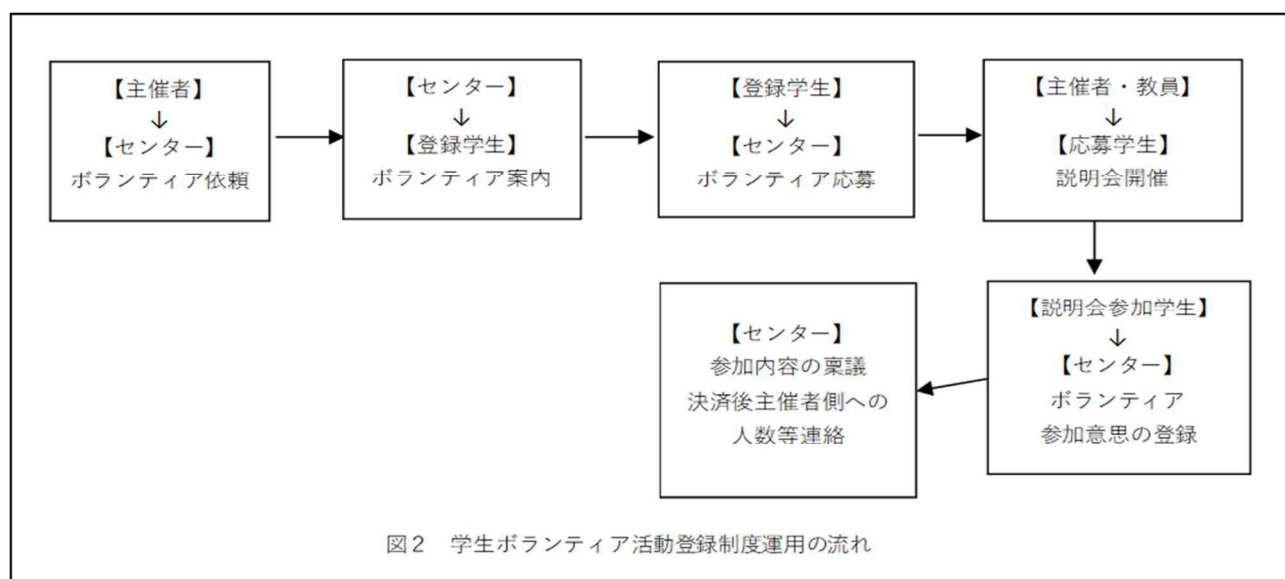 【主催者】
↓
【センター】
ボランティア依頼
【センター】
↓
【登録学生】
ボランティア案内
【登録学生】
↓
【センター】
ボランティア応募
【主催者・教員】
↓
【応募学生】
説明会開催
【説明会参加学生】
↓
【センター】
ボランティア
参加意思の登録
【センター】
参加内容の稟議
決済後主催者側への
人数等連絡
図２　学生ボランティア活動登録制度運用の流れ